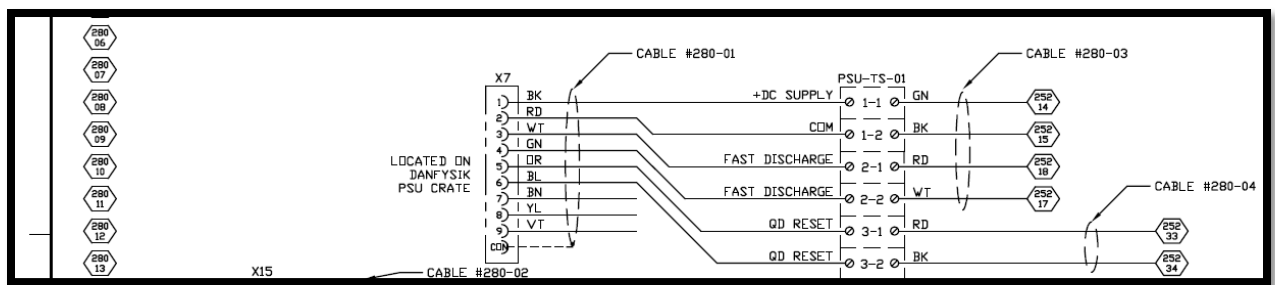 280
06
280
07
280
08
280
09
280
10
280
11
280
12
280
13
CABLE #280-01
CABLE #280-03
X7
PSU-TS-01
1 BK +DC SUPPLY 1-1 GN 252
14
2 RD COM 1-2 BK 252
15
3 WT FAST DISCHARGE 2-1 RD 252
18
4 GN FAST DISCHARGE 2-2 WT 252
17
5 OR QD RESET 3-1 RD 252
33
6 BL QD RESET 3-2 BK 252
34
7 BN
8 YL
9 VT
CON
LOCATED ON
DANFYSIK
PSU CRATE
CABLE #280-04
X15
CABLE #280-02